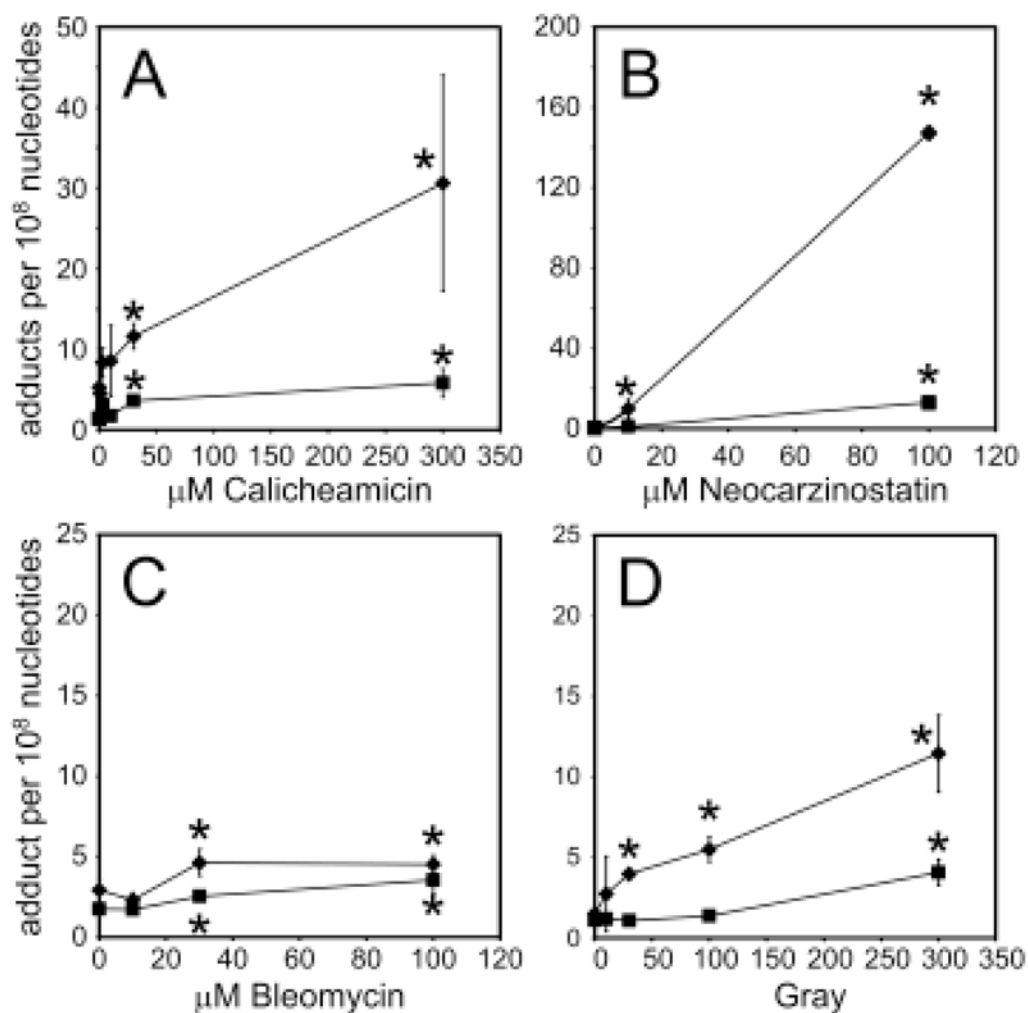 A
B
adducts per 10⁸ nucleotides
50
40
30
20
10
0
0 50 100 150 200 250 300 350
μM Calicheamicin
200
160
120
80
40
0
0 20 40 60 80 100 120
μM Neocarzinostatin
* * * *
* * *
C
D
adduct per 10⁸ nucleotides
25
20
15
10
5
0
0 20 40 60 80 100 120
μM Bleomycin
25
20
15
10
5
0
0 50 100 150 200 250 300 350
Gray
* * * *
* * * *